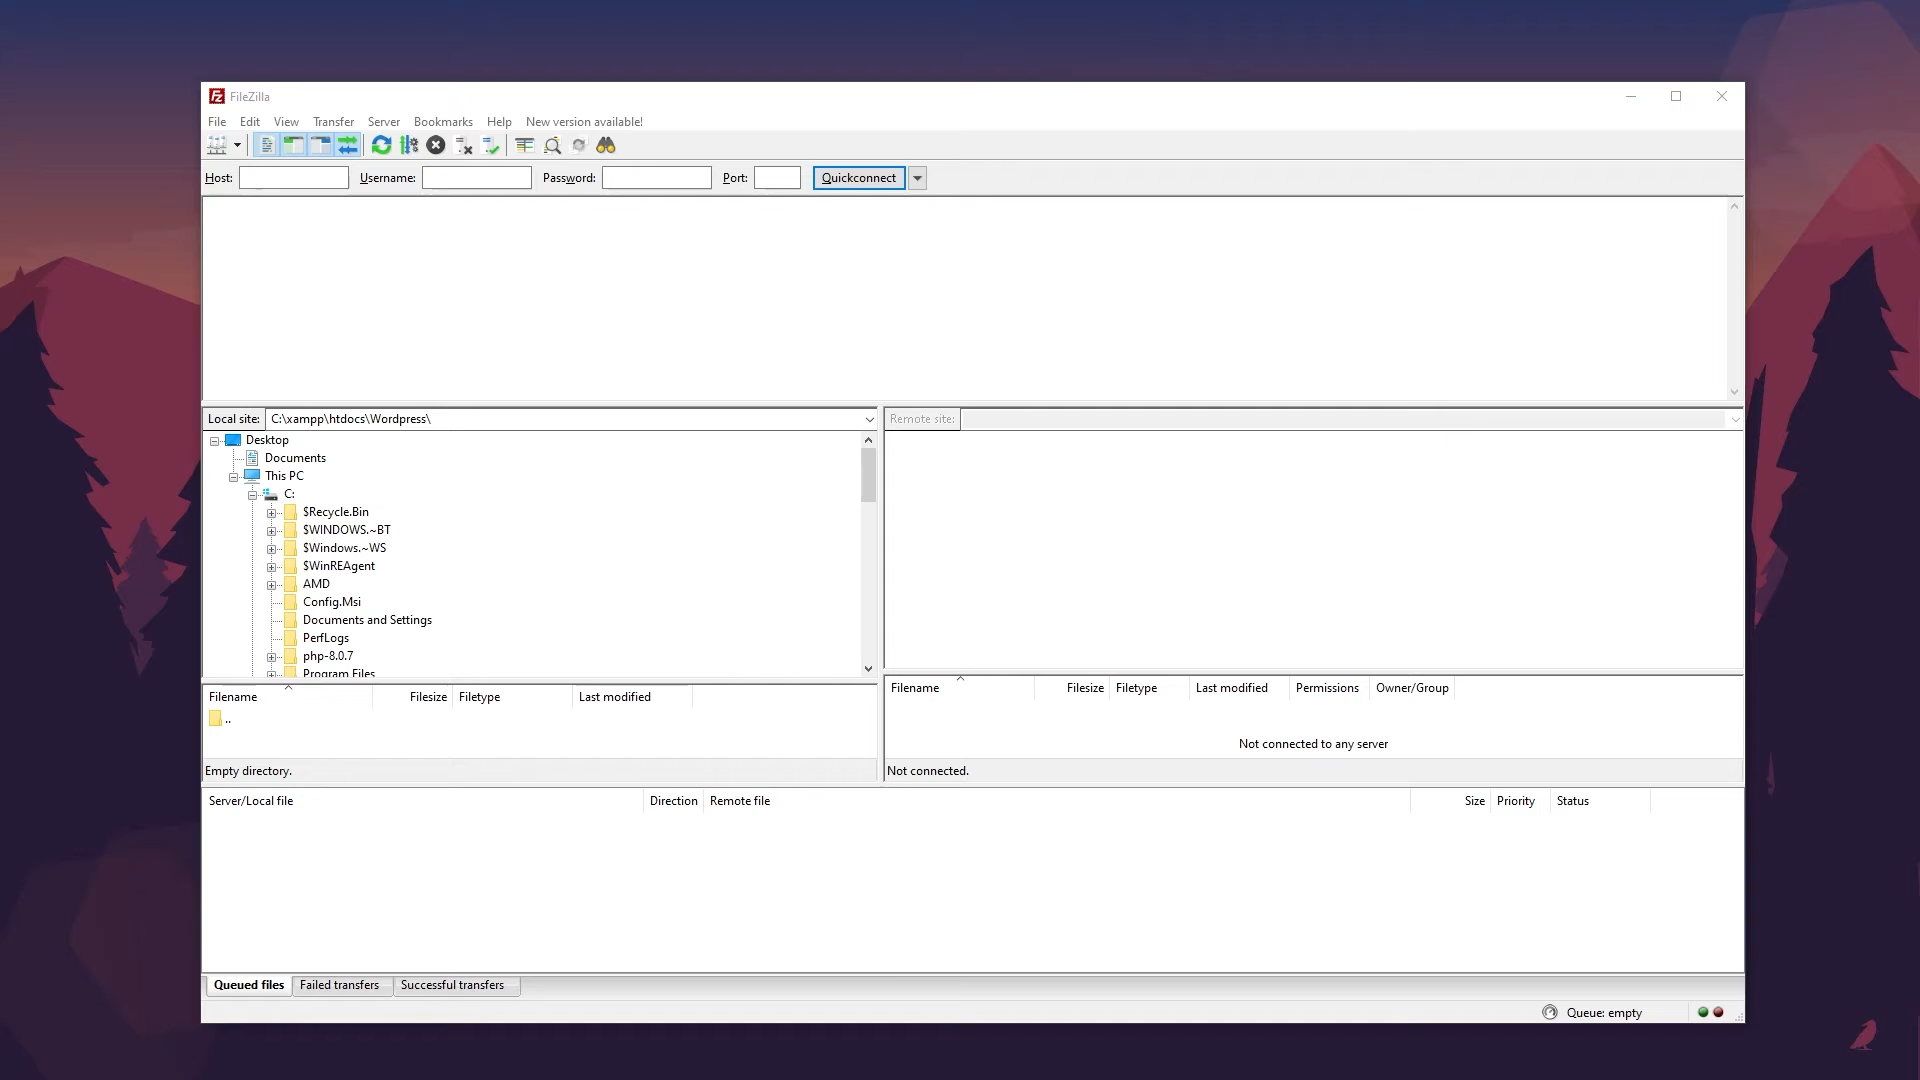 FileZilla
File Edit View Transfer Server Bookmarks Help New version available!
Host: Username: Password: Port: Quickconnect
Local site: C:\xampp\htdocs\Wordpress\
Remote site:
Desktop
Documents
This PC
C:
$Recycle.Bin
$WINDOWS.~BT
$Windows.~WS
$WinREAgent
AMD
Config.Msi
Documents and Settings
PerfLogs
php-8.0.7
Program Files
Filename Filesize Filetype Last modified
..
Empty directory.
Filename Filesize Filetype Last modified Permissions Owner/Group
Not connected to any server
Not connected.
Server/Local file Direction Remote file Size Priority Status
Queued files Failed transfers Successful transfers
Queue: empty